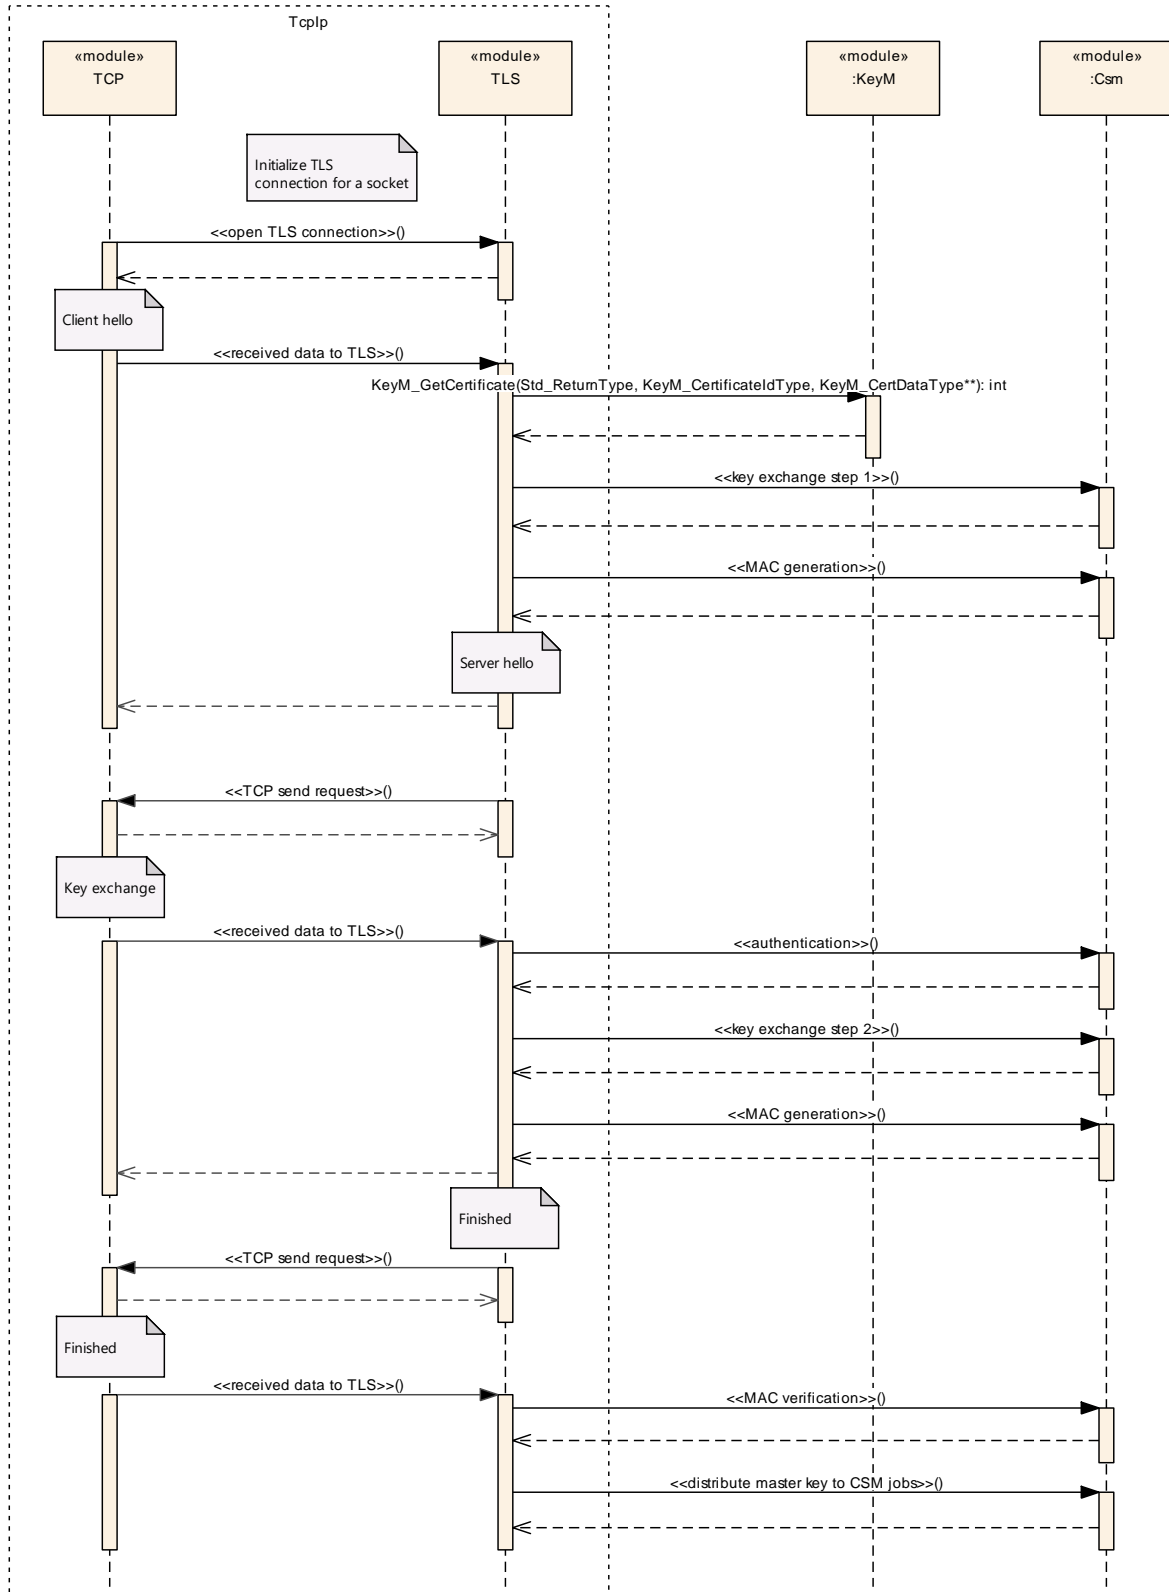 TcpIp
«module»
TCP
«module»
TLS
«module»
:KeyM
«module»
:Csm
Initialize TLS
connection for a socket
<<open TLS connection>>()
Client hello
<<received data to TLS>>()
KeyM_GetCertificate(Std_ReturnType, KeyM_CertificateIdType, KeyM_CertDataType**): int
<<key exchange step 1>>()
<<MAC generation>>()
Server hello
<<TCP send request>>()
Key exchange
<<received data to TLS>>()
<<authentication>>()
<<key exchange step 2>>()
<<MAC generation>>()
Finished
<<TCP send request>>()
Finished
<<received data to TLS>>()
<<MAC verification>>()
<<distribute master key to CSM jobs>>()